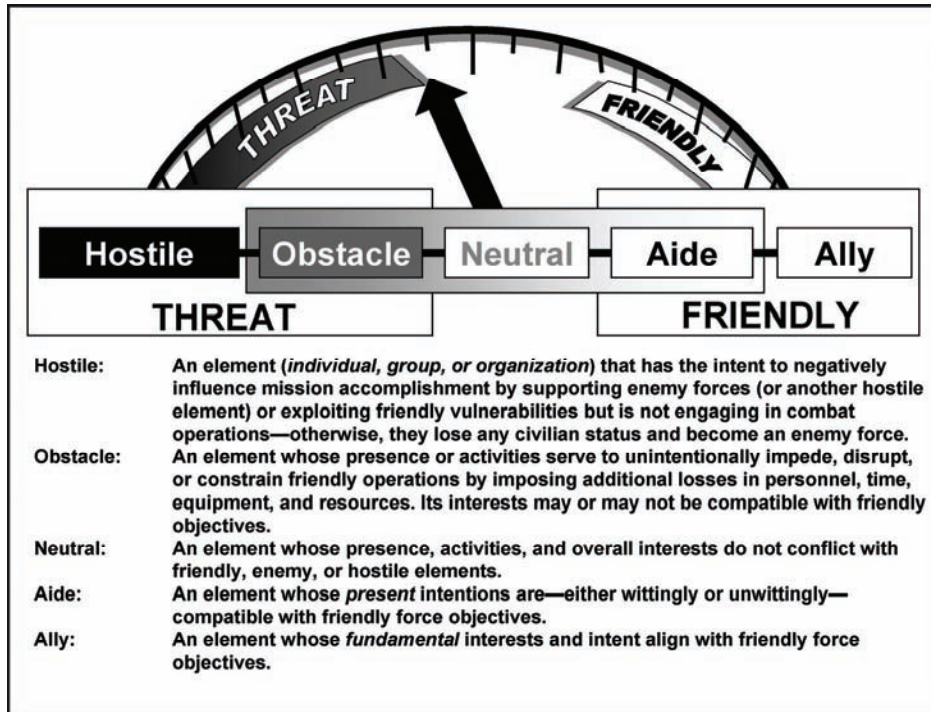 THREAT
FRIENDLY
Hostile Obstacle Neutral Aide Ally
THREAT FRIENDLY
Hostile: An element (individual, group, or organization) that has the intent to negatively
influence mission accomplishment by supporting enemy forces (or another hostile
element) or exploiting friendly vulnerabilities but is not engaging in combat
operations—otherwise, they lose any civilian status and become an enemy force.
Obstacle: An element whose presence or activities serve to unintentionally impede, disrupt,
or constrain friendly operations by imposing additional losses in personnel, time,
equipment, and resources. Its interests may or may not be compatible with friendly
objectives.
Neutral: An element whose presence, activities, and overall interests do not conflict with
friendly, enemy, or hostile elements.
Aide: An element whose present intentions are—either wittingly or unwittingly—
compatible with friendly force objectives.
Ally: An element whose fundamental interests and intent align with friendly force
objectives.